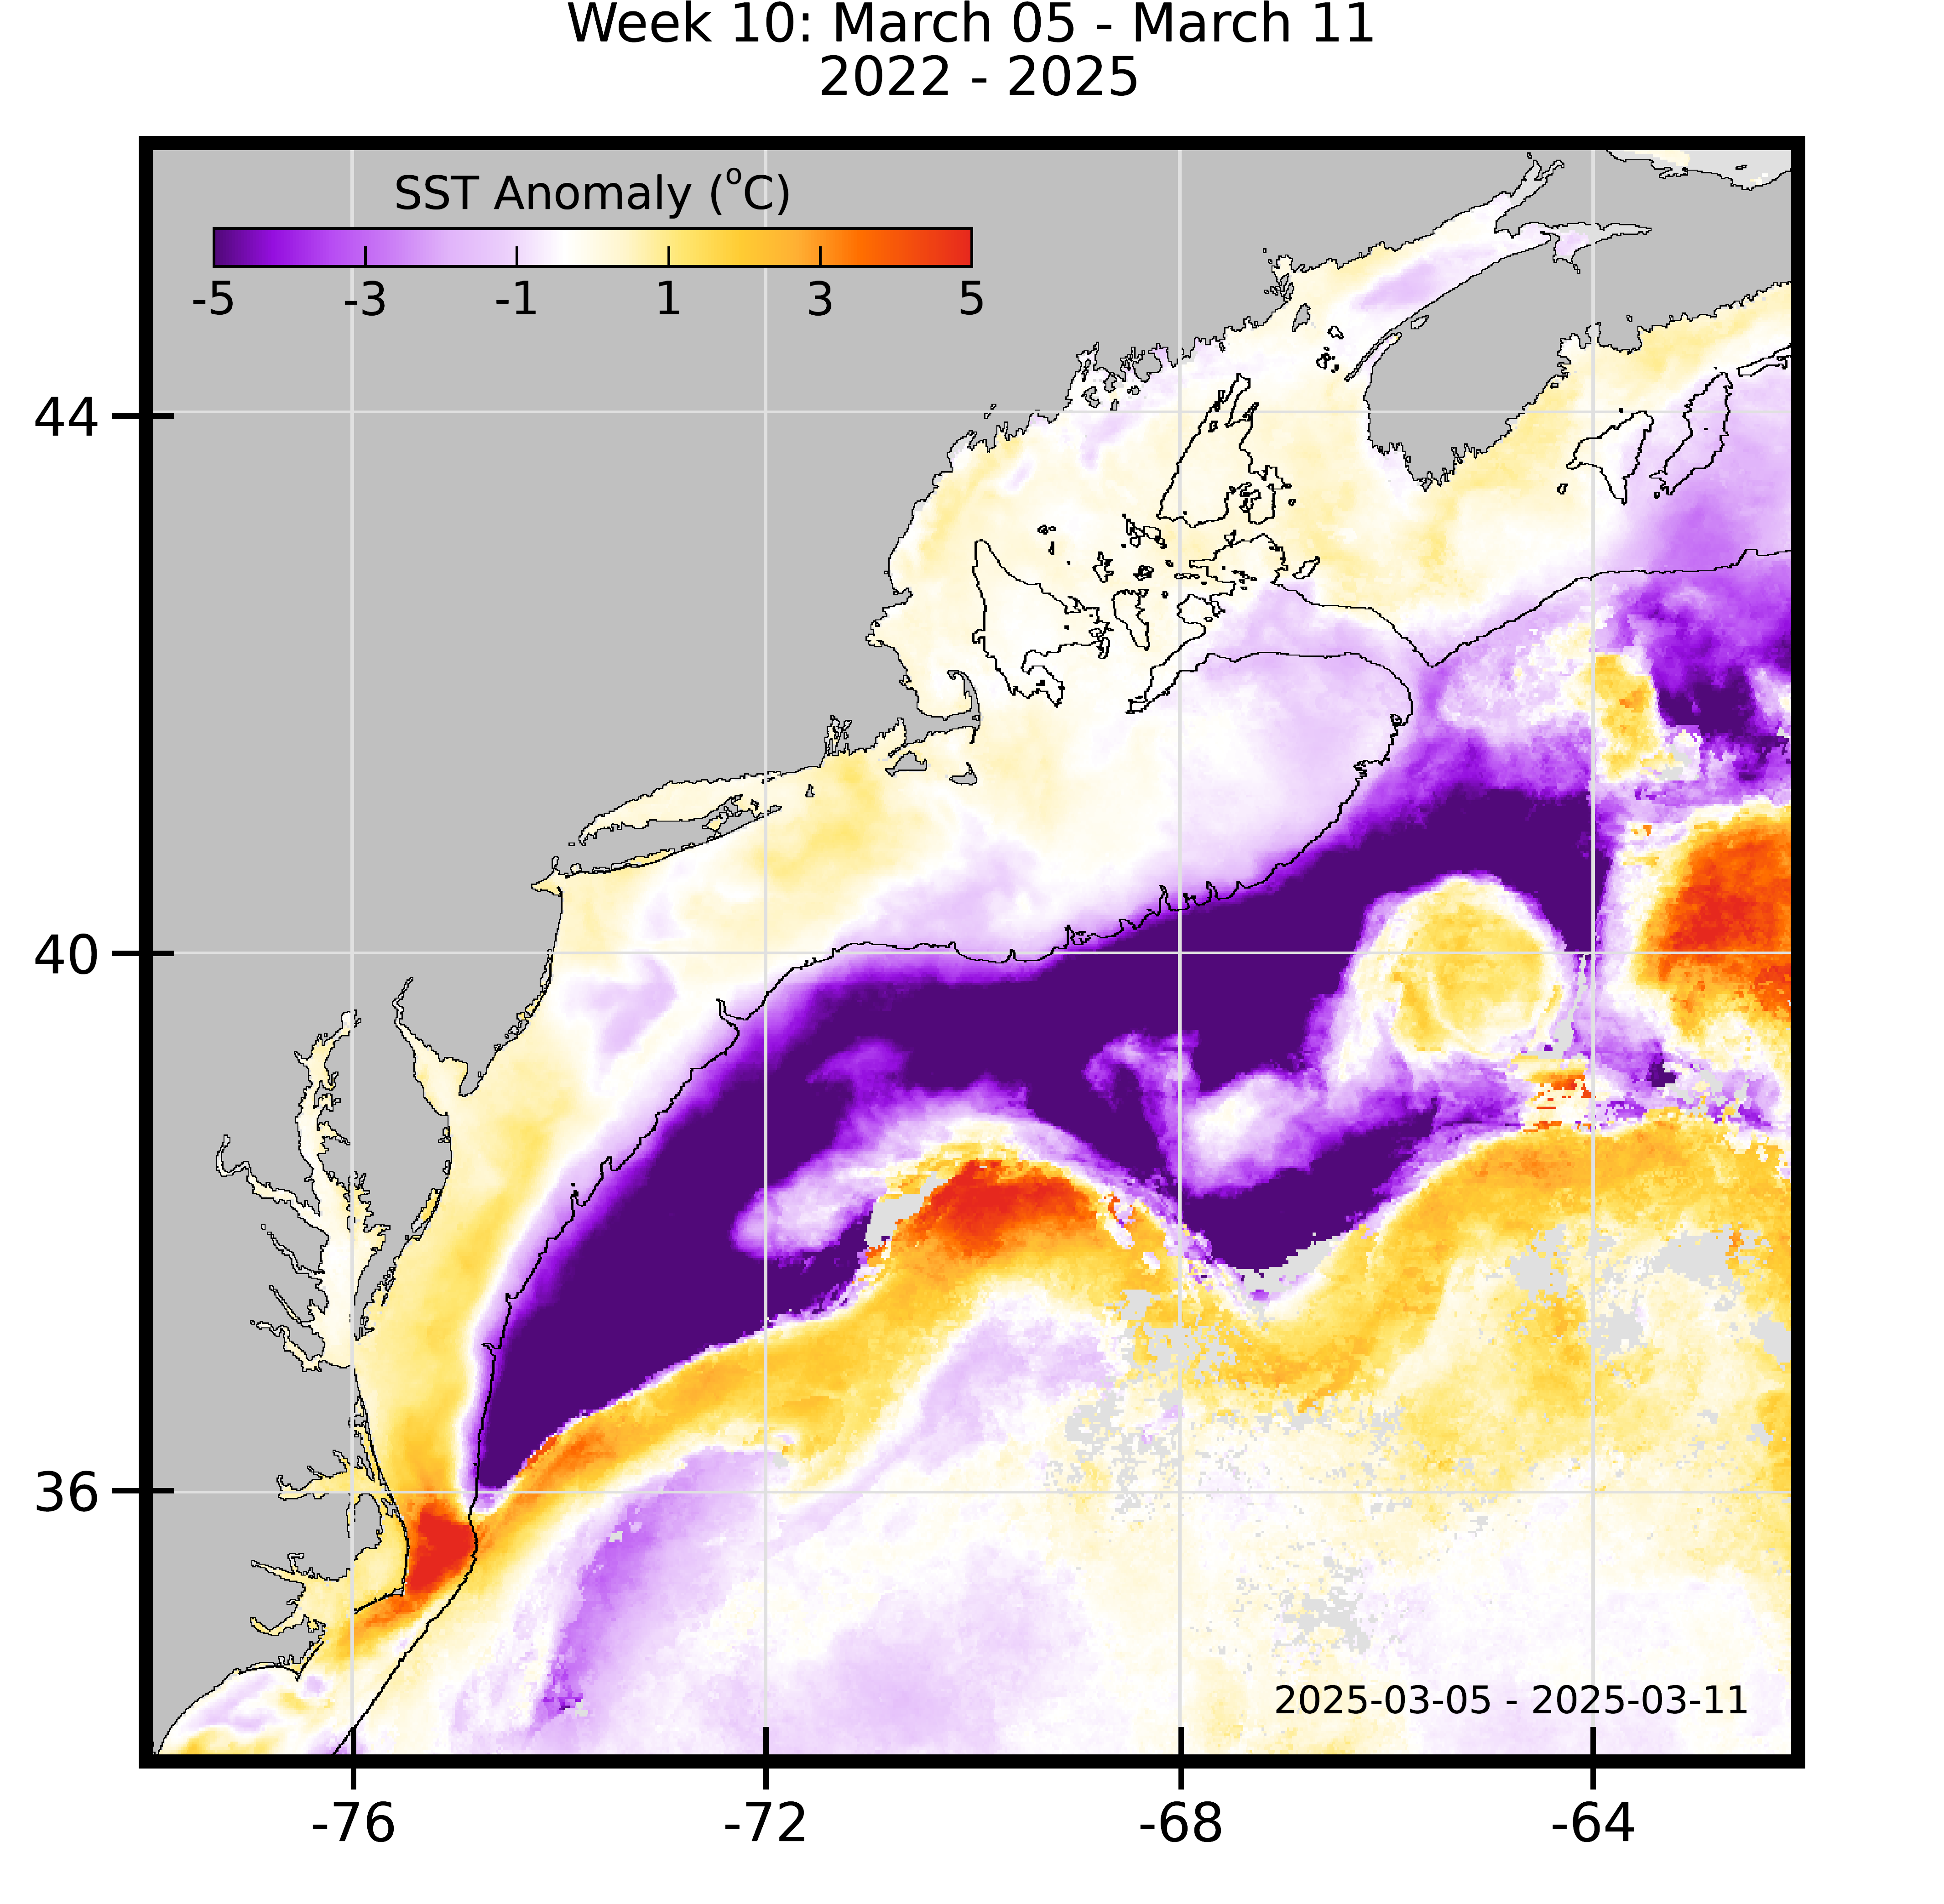 Week 10: March 05 - March 11
2022 - 2025
SST Anomaly (°C)
-5 -3 -1 1 3 5
44
40
36
2025-03-05 - 2025-03-11
-76 -72 -68 -64